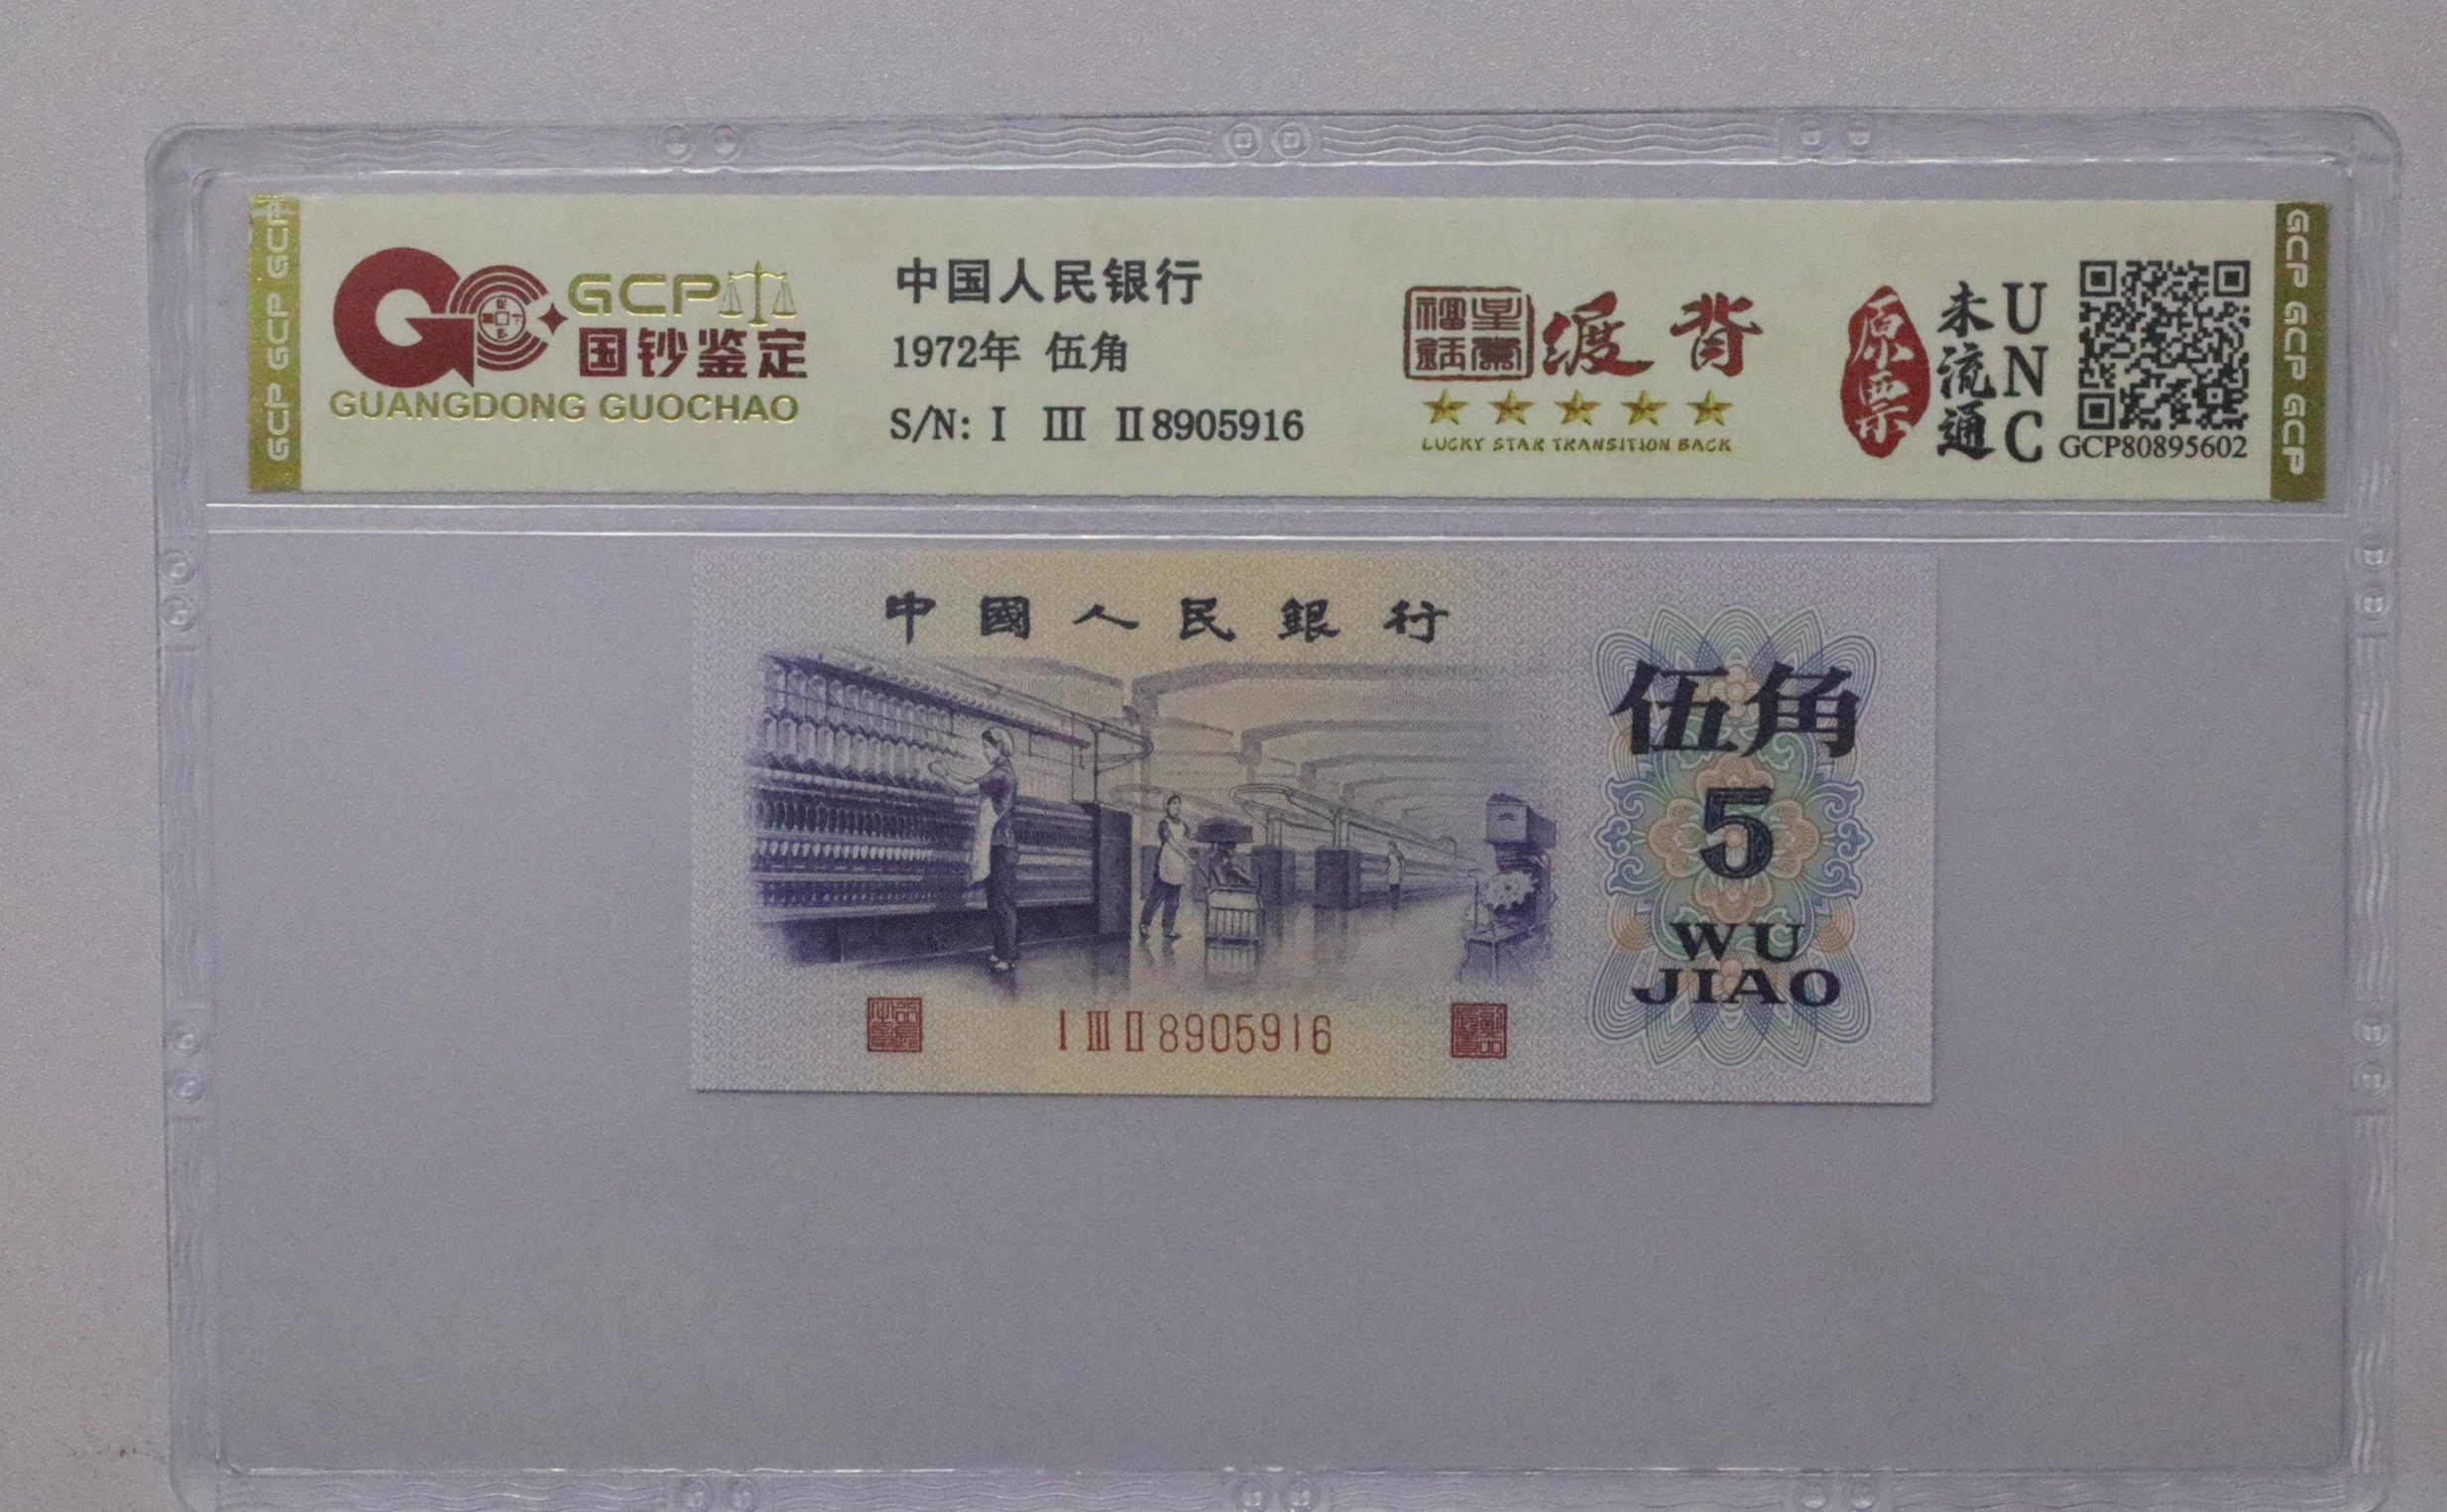 GCP GCP GCP
GCP
国钞鉴定
GUANGDONG GUOCHAO
中国人民银行
1972年 伍角
S/N: Ⅰ Ⅲ Ⅱ8905916
渡背
LUCKY STAR TRANSITION BACK
原票
未流通
UNC
GCP80895602
GCP GCP GCP
中國人民銀行
伍角
5
WU
JIAO
Ⅰ Ⅲ Ⅱ 8905916